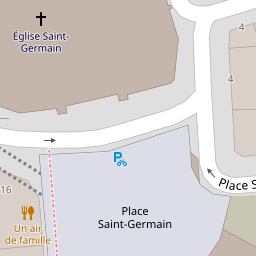 Église Saint-
Germain
4
4
Place S
Place
Saint-Germain
16
Un air
de famille